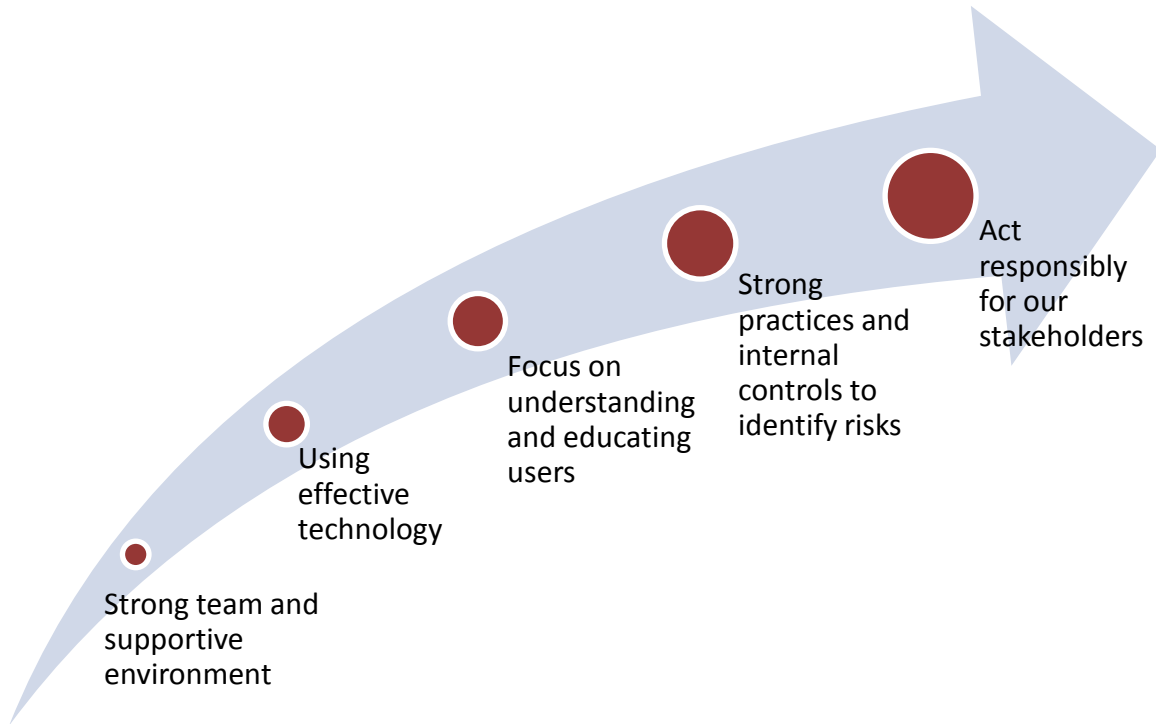 Strong team and
supportive
environment
Using
effective
technology
Focus on
understanding
and educating
users
Strong
practices and
internal
controls to
identify risks
Act
responsibly
for our
stakeholders